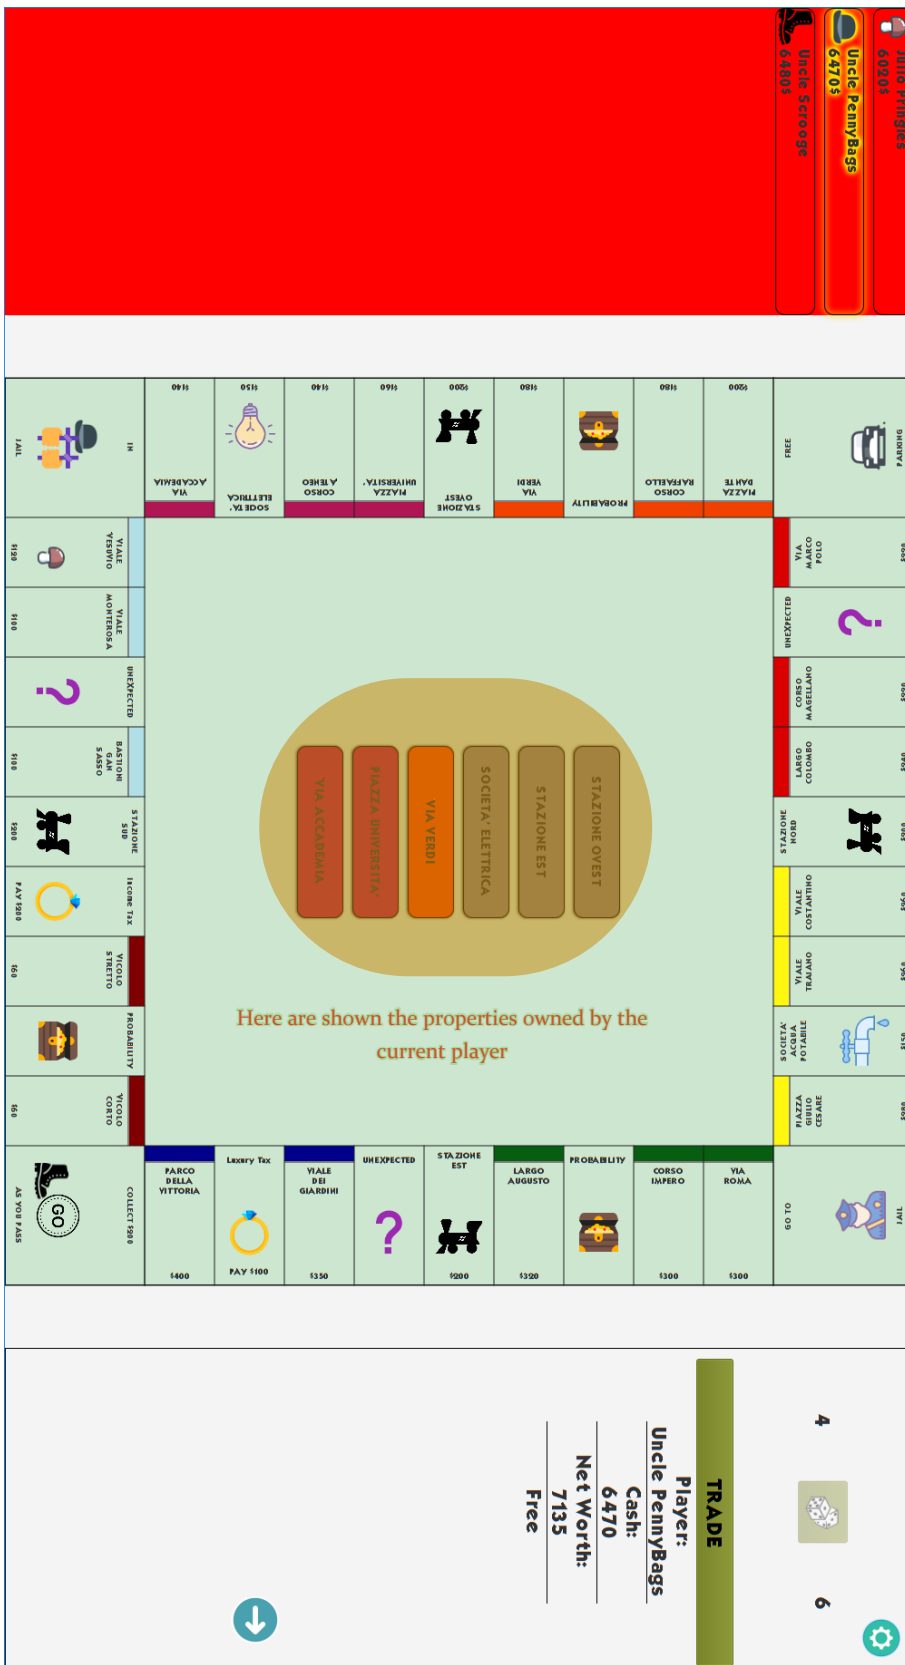 Julio Pringles
6020$
Uncle PennyBags
6470$
Uncle Scrooge
6480$
FREE
PARKING
$200
PIAZZA
DANTE
$180
CORSO
RAFFAELLO
PROBABILITY
$180
VIA
VERDI
$200
STAZIONE
OVEST
$160
PIAZZA
UNIVERSITA'
$140
CORSO
ATENEO
$150
SOCIETA'
ELETTRICA
$140
VIA
ACCADEMIA
IN
JAIL
VIALE
VESUVIO
$120
VIALE
MONTEROSA
$100
UNEXPECTED
BASTIONI
GAN
SASSO
$100
STAZIONE
SUD
$200
Income Tax
PAY $200
VICOLO
STRETTO
$60
PROBABILITY
VICOLO
CORTO
$60
COLLECT $200
GO
AS YOU PASS
VIA
MARCO
POLO
UNEXPECTED
CORSO
MAGELLANO
LARGO
COLOMBO
STAZIONE
NORD
VIALE
COSTANTINO
VIALE
TRAIANO
SOCIETA'
ACQUA
POTABILE
PIAZZA
GIULIO
CESARE
GO TO
JAIL
STAZIONE OVEST
STAZIONE EST
SOCIETA' ELETTRICA
VIA VERDI
PIAZZA UNIVERSITA'
VIA ACCADEMIA
Here are shown the properties owned by the
current player
PARCO
DELLA
VITTORIA
$400
Luxury Tax
PAY $100
VIALE
DEI
GIARDINI
$350
UNEXPECTED
STAZIONE
EST
$200
LARGO
AUGUSTO
$320
PROBABILITY
CORSO
IMPERO
$300
VIA
ROMA
$300
4
6
TRADE
Player:
Uncle PennyBags
Cash:
6470
Net Worth:
7135
Free